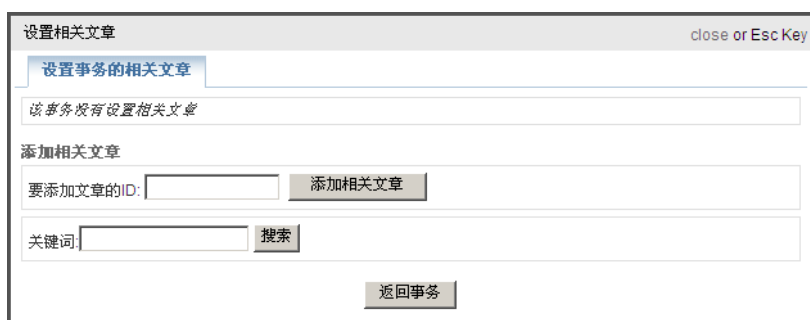 设置相关文章 close or Esc Key
设置事务的相关文章
该事务没有设置相关文章
添加相关文章
要添加文章的ID: 添加相关文章
关键词: 搜索
返回事务